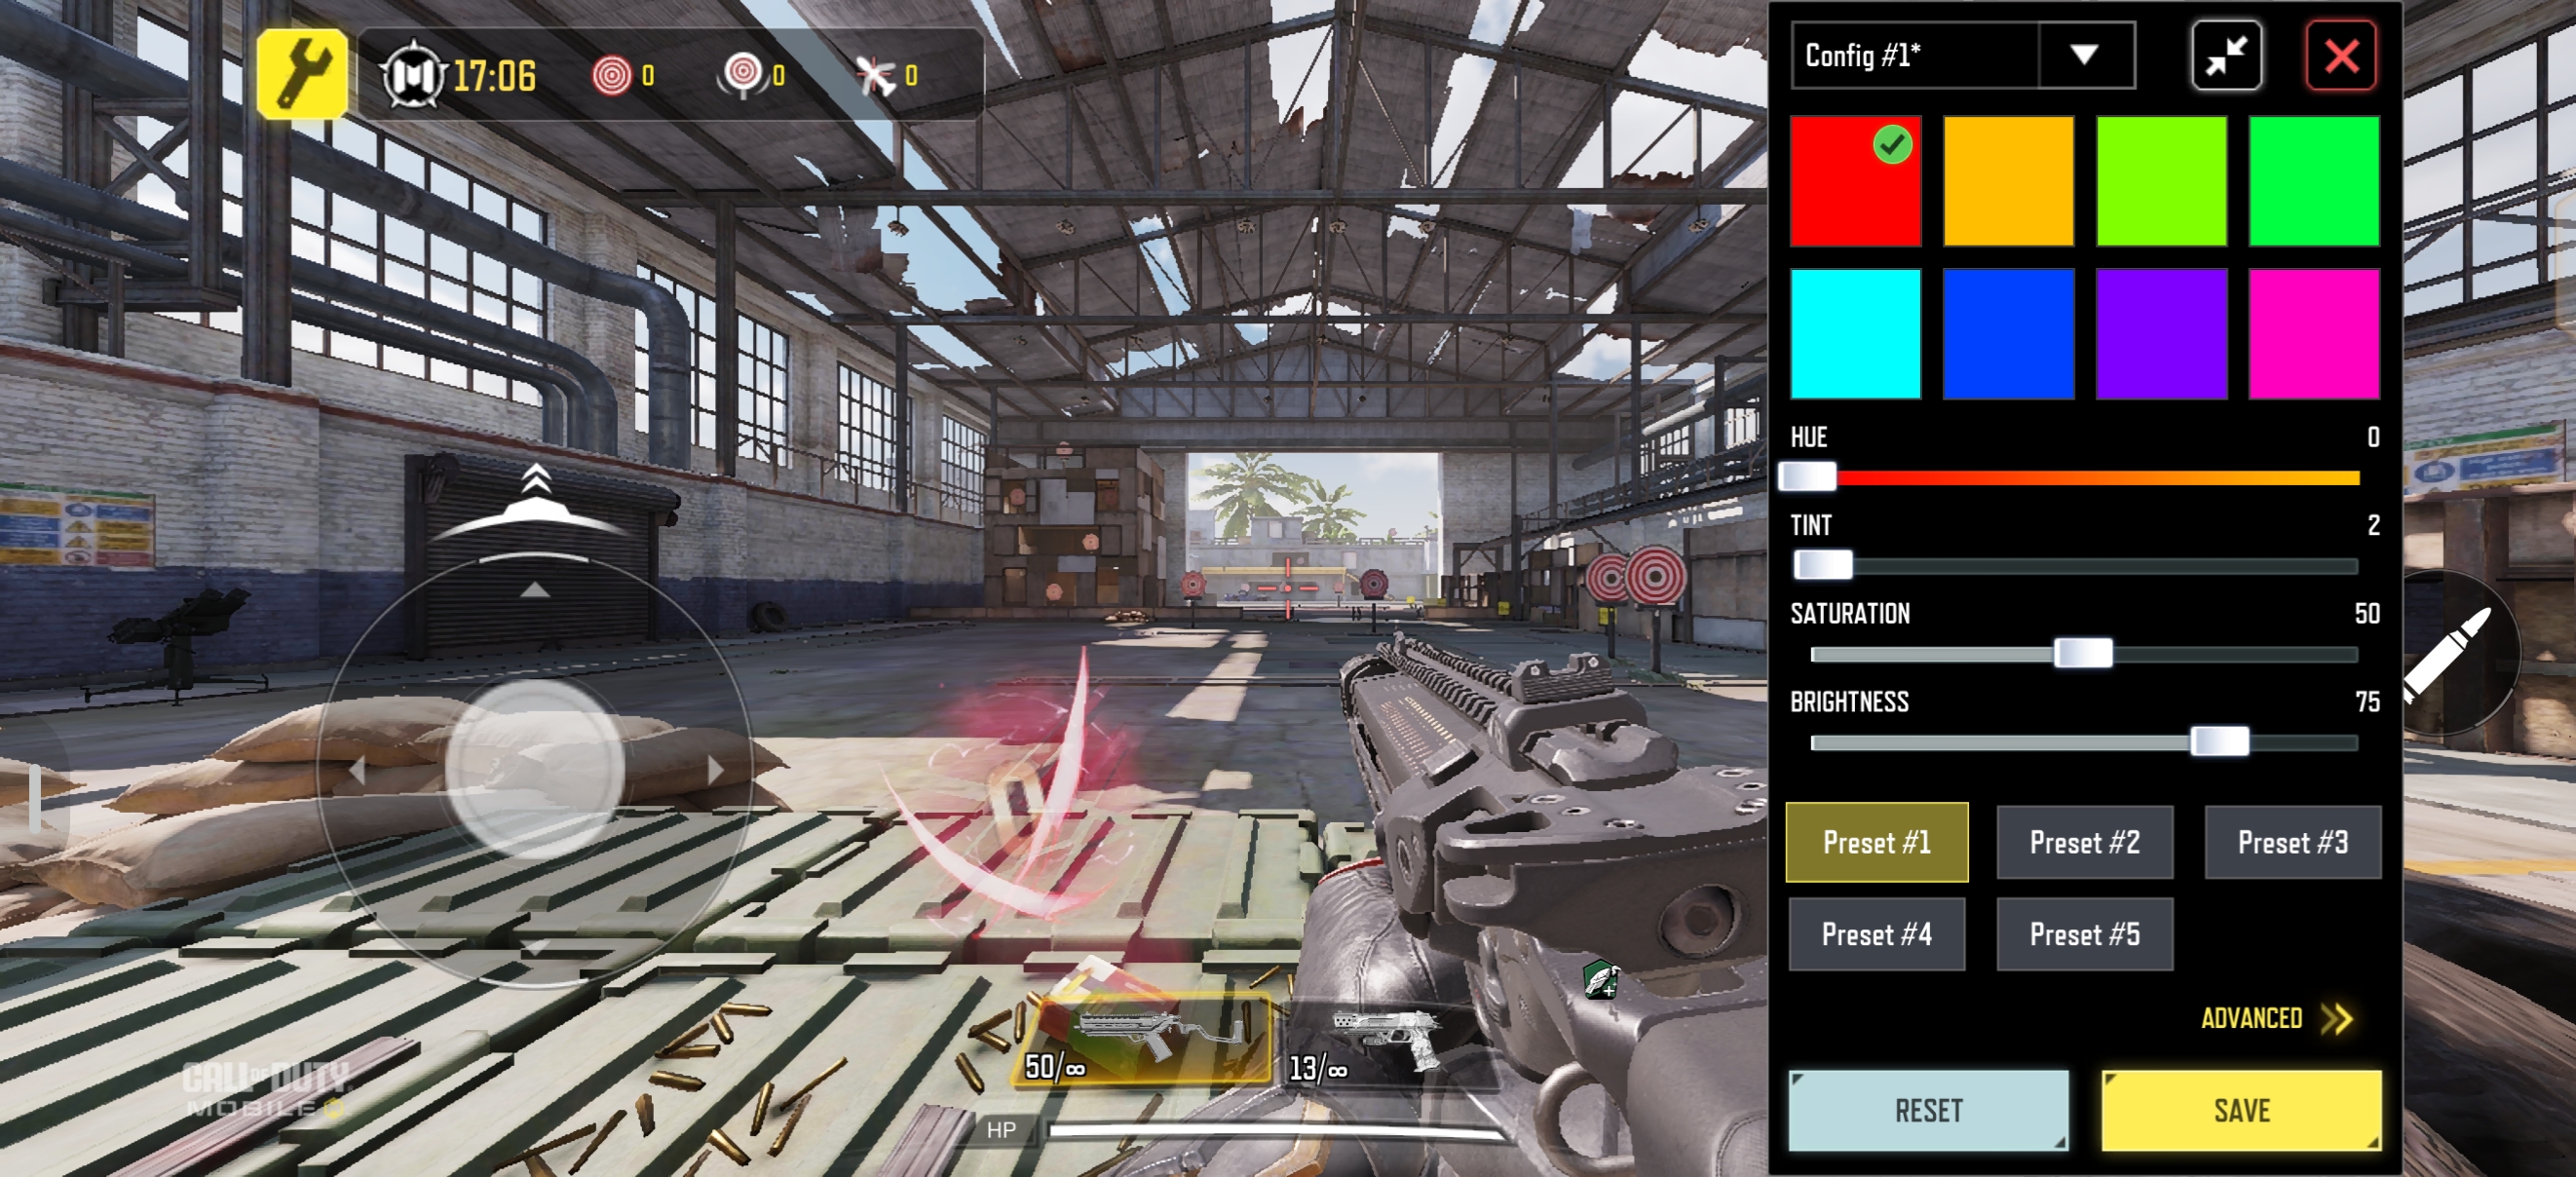 17:06
0
0
0
Config #1*
HUE
0
TINT
2
SATURATION
50
BRIGHTNESS
75
Preset #1
Preset #2
Preset #3
Preset #4
Preset #5
ADVANCED
RESET
SAVE
50/∞
13/∞
HP
CALL OF DUTY
MOBILE